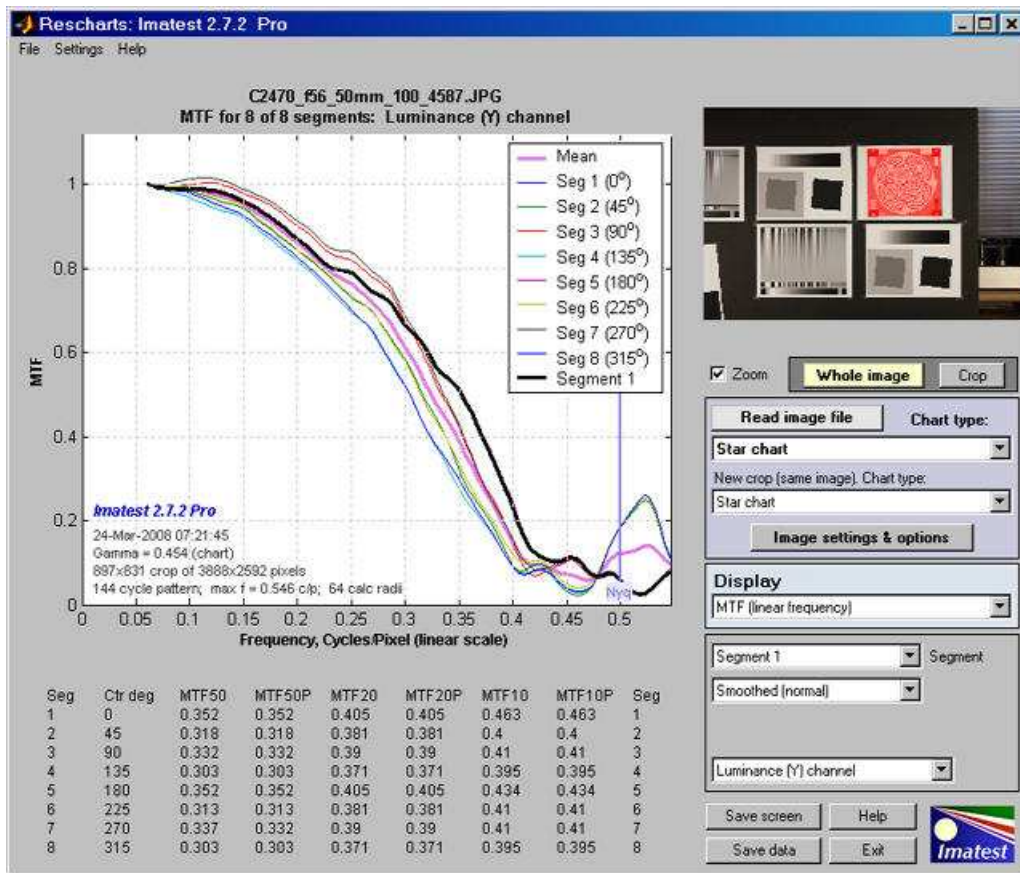 Rescharts: Imatest 2.7.2 Pro
File Settings Help
C2470_f56_50mm_100_4587.JPG
MTF for 8 of 8 segments: Luminance (Y) channel
MTF
1
0.8
0.6
0.4
0.2
0
0 0.05 0.1 0.15 0.2 0.25 0.3 0.35 0.4 0.45 0.5
Frequency, Cycles/Pixel (linear scale)
Mean
Seg 1 (0º)
Seg 2 (45º)
Seg 3 (90º)
Seg 4 (135º)
Seg 5 (180º)
Seg 6 (225º)
Seg 7 (270º)
Seg 8 (315º)
Segment 1
Nyq
Imatest 2.7.2 Pro
24-Mar-2008 07:21:45
Gamma = 0.454 (chart)
897x831 crop of 3888x2592 pixels
144 cycle pattern; max f = 0.546 c/p; 64 calc radii
Zoom Whole image Crop
Read image file Chart type:
Star chart
New crop (same image). Chart type:
Star chart
Image settings & options
Display
MTF (linear frequency)
Segment 1 Segment
Smoothed (normal)
Luminance (Y) channel
Save screen Help
Save data Exit
Imatest
Seg Ctr deg MTF50 MTF50P MTF20 MTF20P MTF10 MTF10P Seg
1 0 0.352 0.352 0.405 0.405 0.463 0.463 1
2 45 0.318 0.318 0.381 0.381 0.4 0.4 2
3 90 0.332 0.332 0.39 0.39 0.41 0.41 3
4 135 0.303 0.303 0.371 0.371 0.395 0.395 4
5 180 0.352 0.352 0.405 0.405 0.434 0.434 5
6 225 0.313 0.313 0.381 0.381 0.41 0.41 6
7 270 0.337 0.332 0.39 0.39 0.41 0.41 7
8 315 0.303 0.303 0.371 0.371 0.395 0.395 8